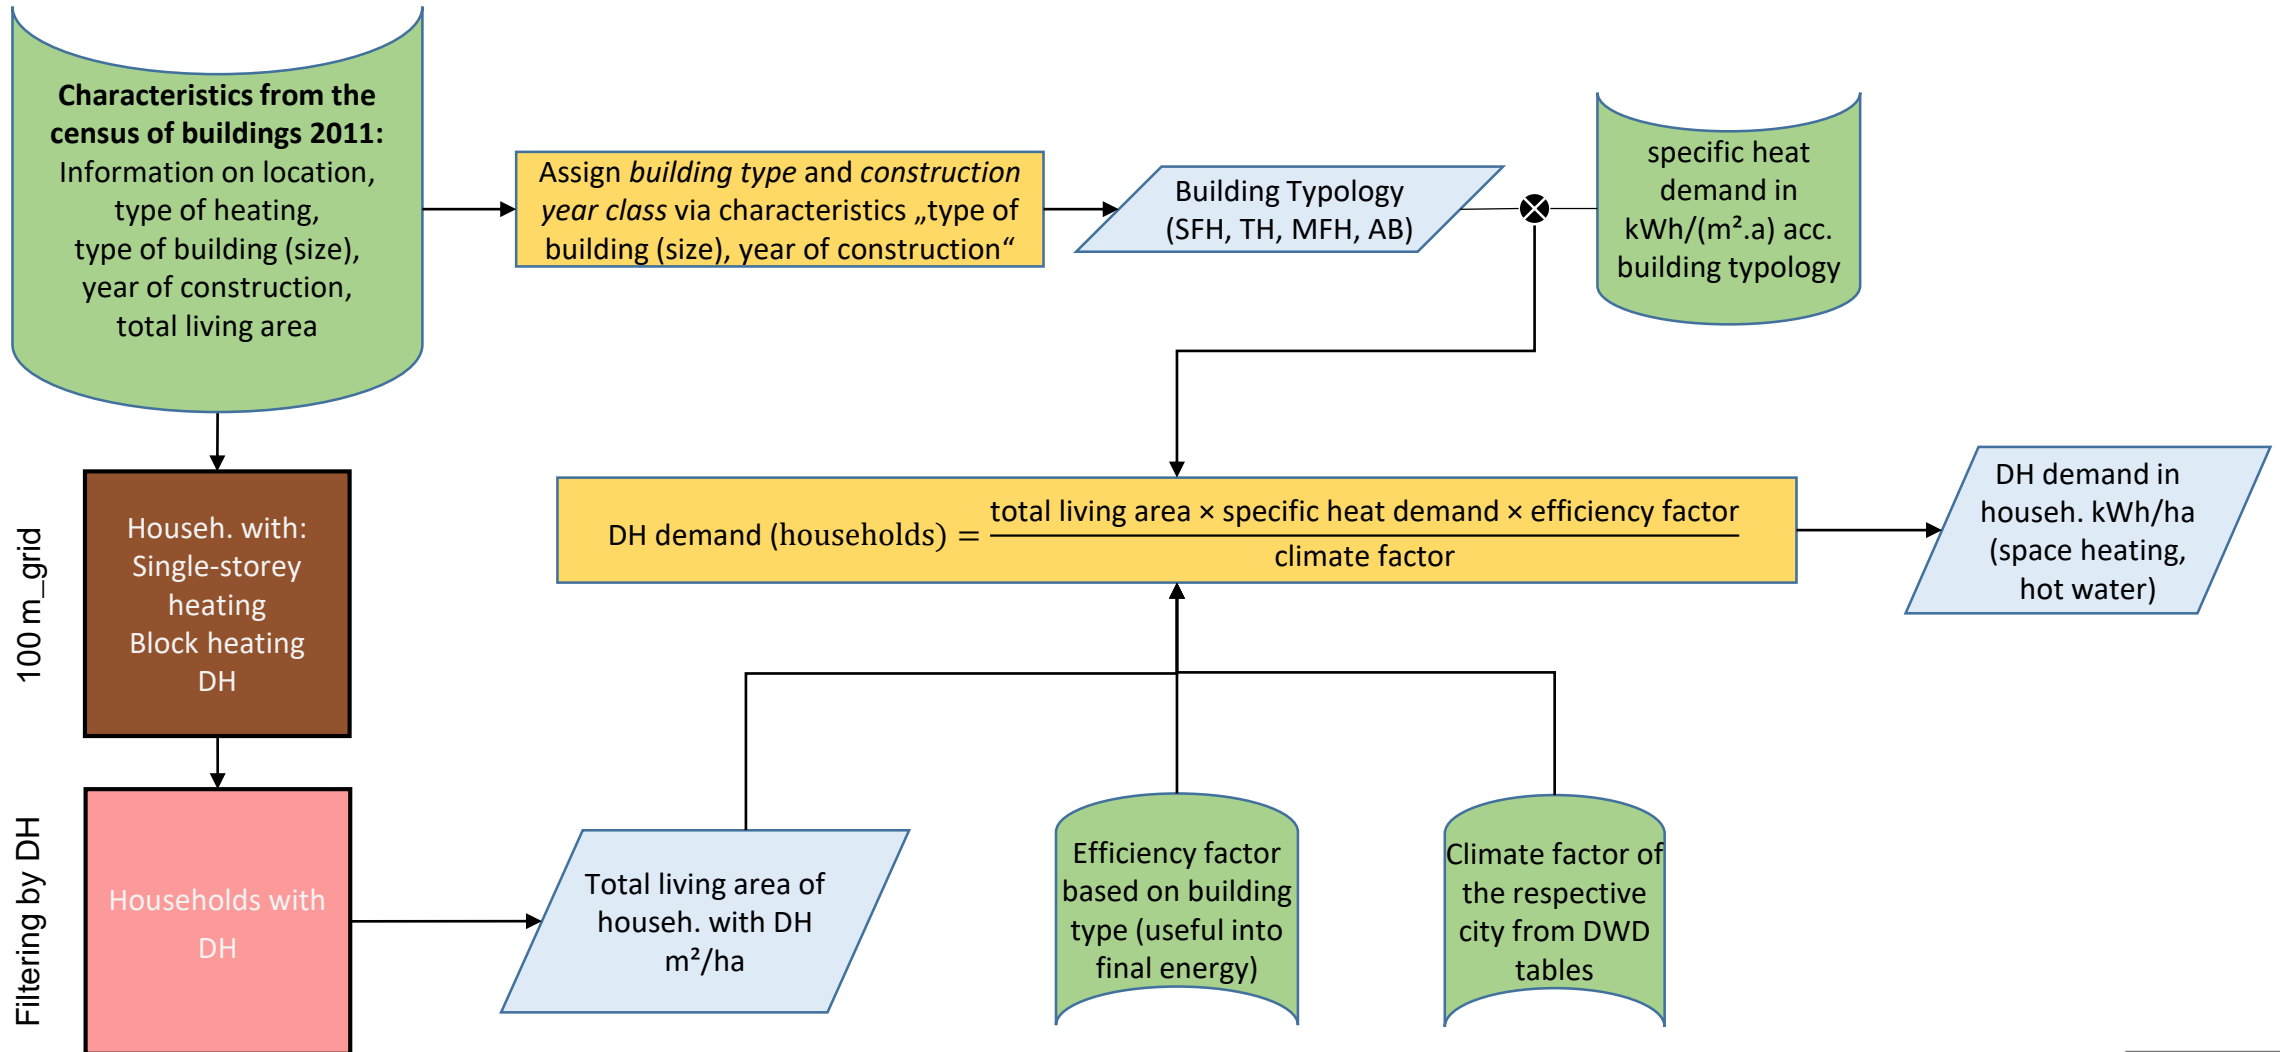 Characteristics from the
census of buildings 2011:
Information on location,
type of heating,
type of building (size),
year of construction,
total living area
Assign building type and construction
year class via characteristics „type of
building (size), year of construction“
Building Typology
(SFH, TH, MFH, AB)
specific heat
demand in
kWh/(m².a) acc.
building typology
100 m_grid
Househ. with:
Single-storey
heating
Block heating
DH
DH demand (households) = total living area × specific heat demand × efficiency factor
climate factor
DH demand in
househ. kWh/ha
(space heating,
hot water)
Filtering by DH
Households with
DH
Total living area of
househ. with DH
m²/ha
Efficiency factor
based on building
type (useful into
final energy)
Climate factor of
the respective
city from DWD
tables